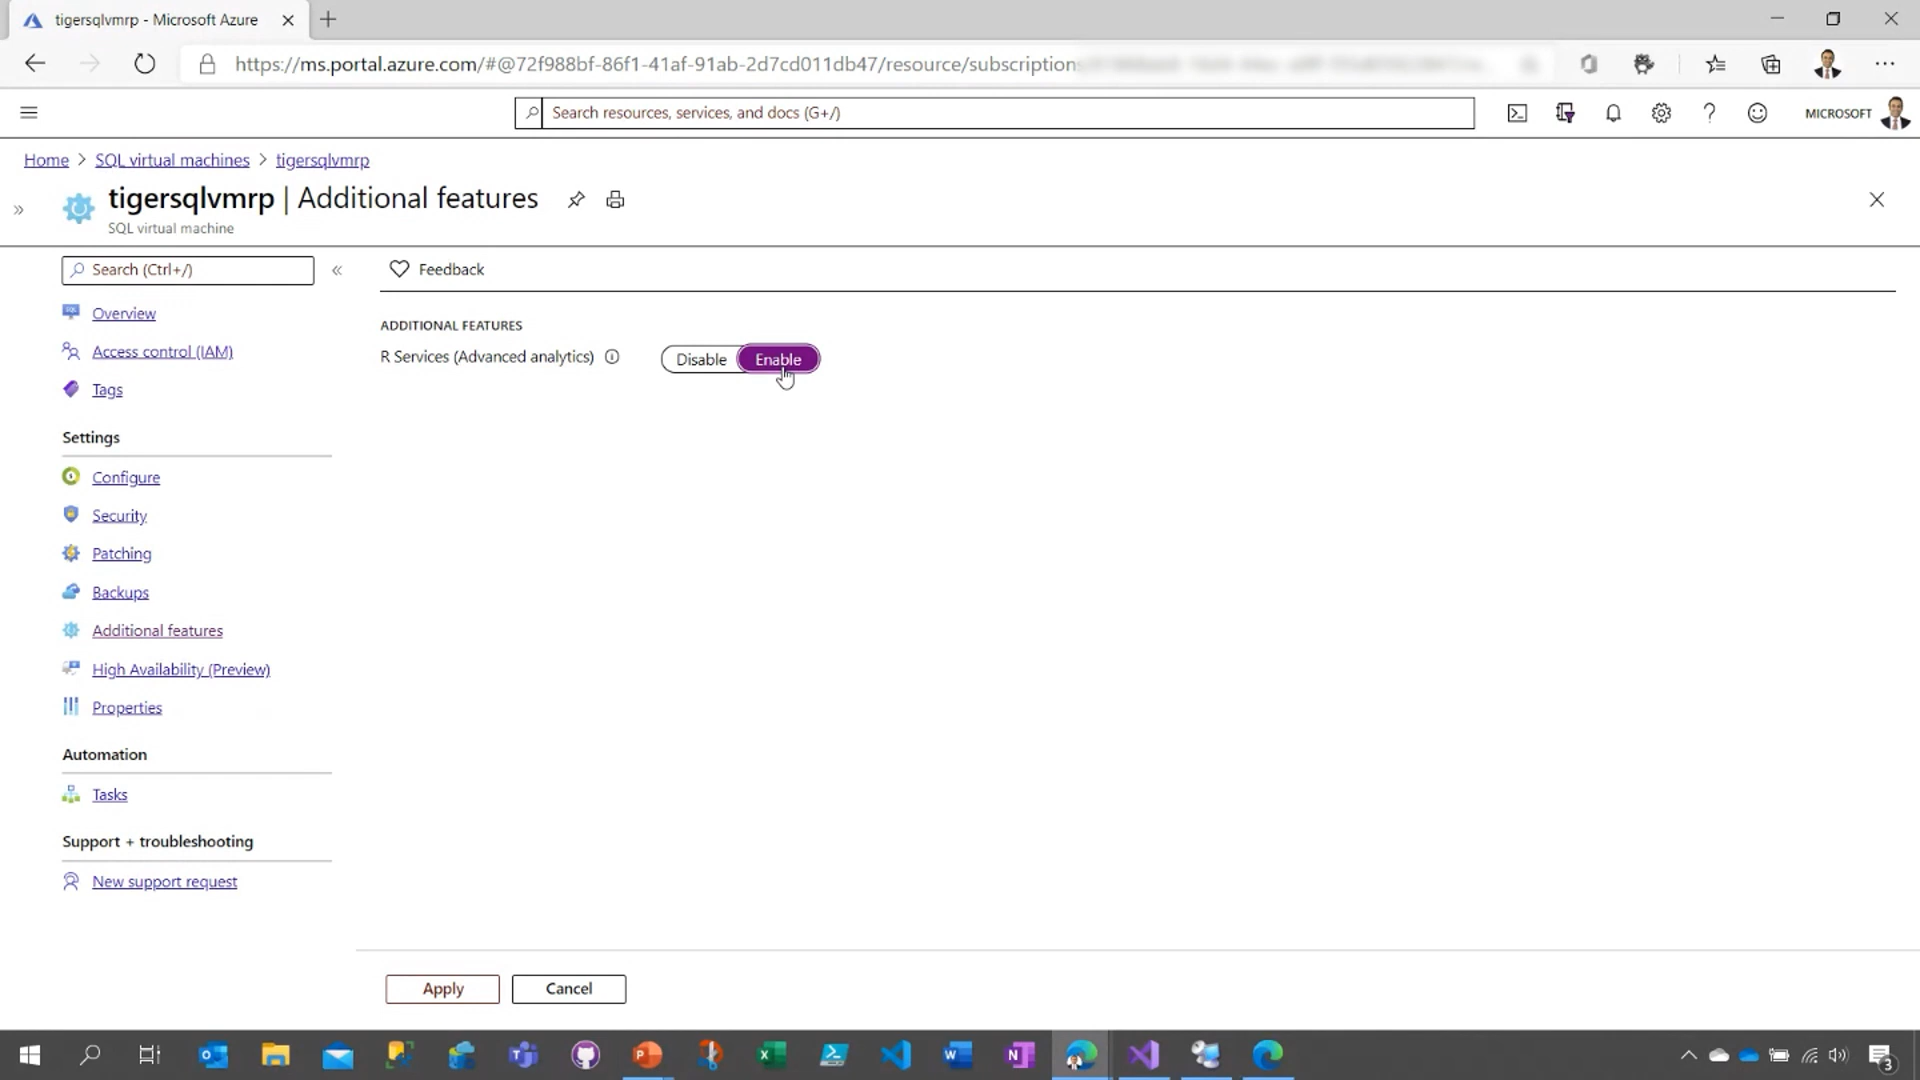 tigersqlvmrp - Microsoft Azure
https://ms.portal.azure.com/#@72f988bf-86f1-41af-91ab-2d7cd011db47/resource/subscription
Search resources, services, and docs (G+/)
MICROSOFT
Home > SQL virtual machines > tigersqlvmrp
tigersqlvmrp | Additional features
SQL virtual machine
Search (Ctrl+/)
Feedback
Overview
Access control (IAM)
Tags
Settings
Configure
Security
Patching
Backups
Additional features
High Availability (Preview)
Properties
Automation
Tasks
Support + troubleshooting
New support request
ADDITIONAL FEATURES
R Services (Advanced analytics)
Disable
Enable
Apply
Cancel
3